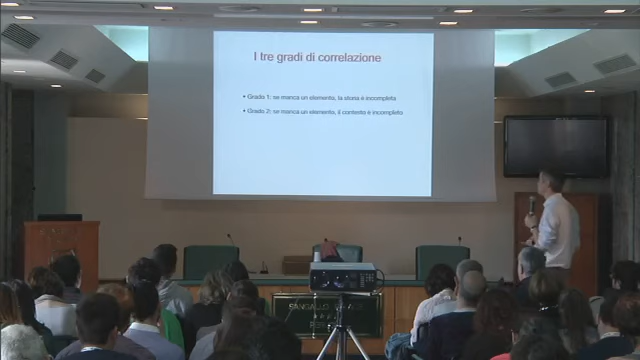 I tre gradi di correlazione
• Grado 1: se manca un elemento, la storia è incompleta
• Grado 2: se manca un elemento, il contesto è incompleto